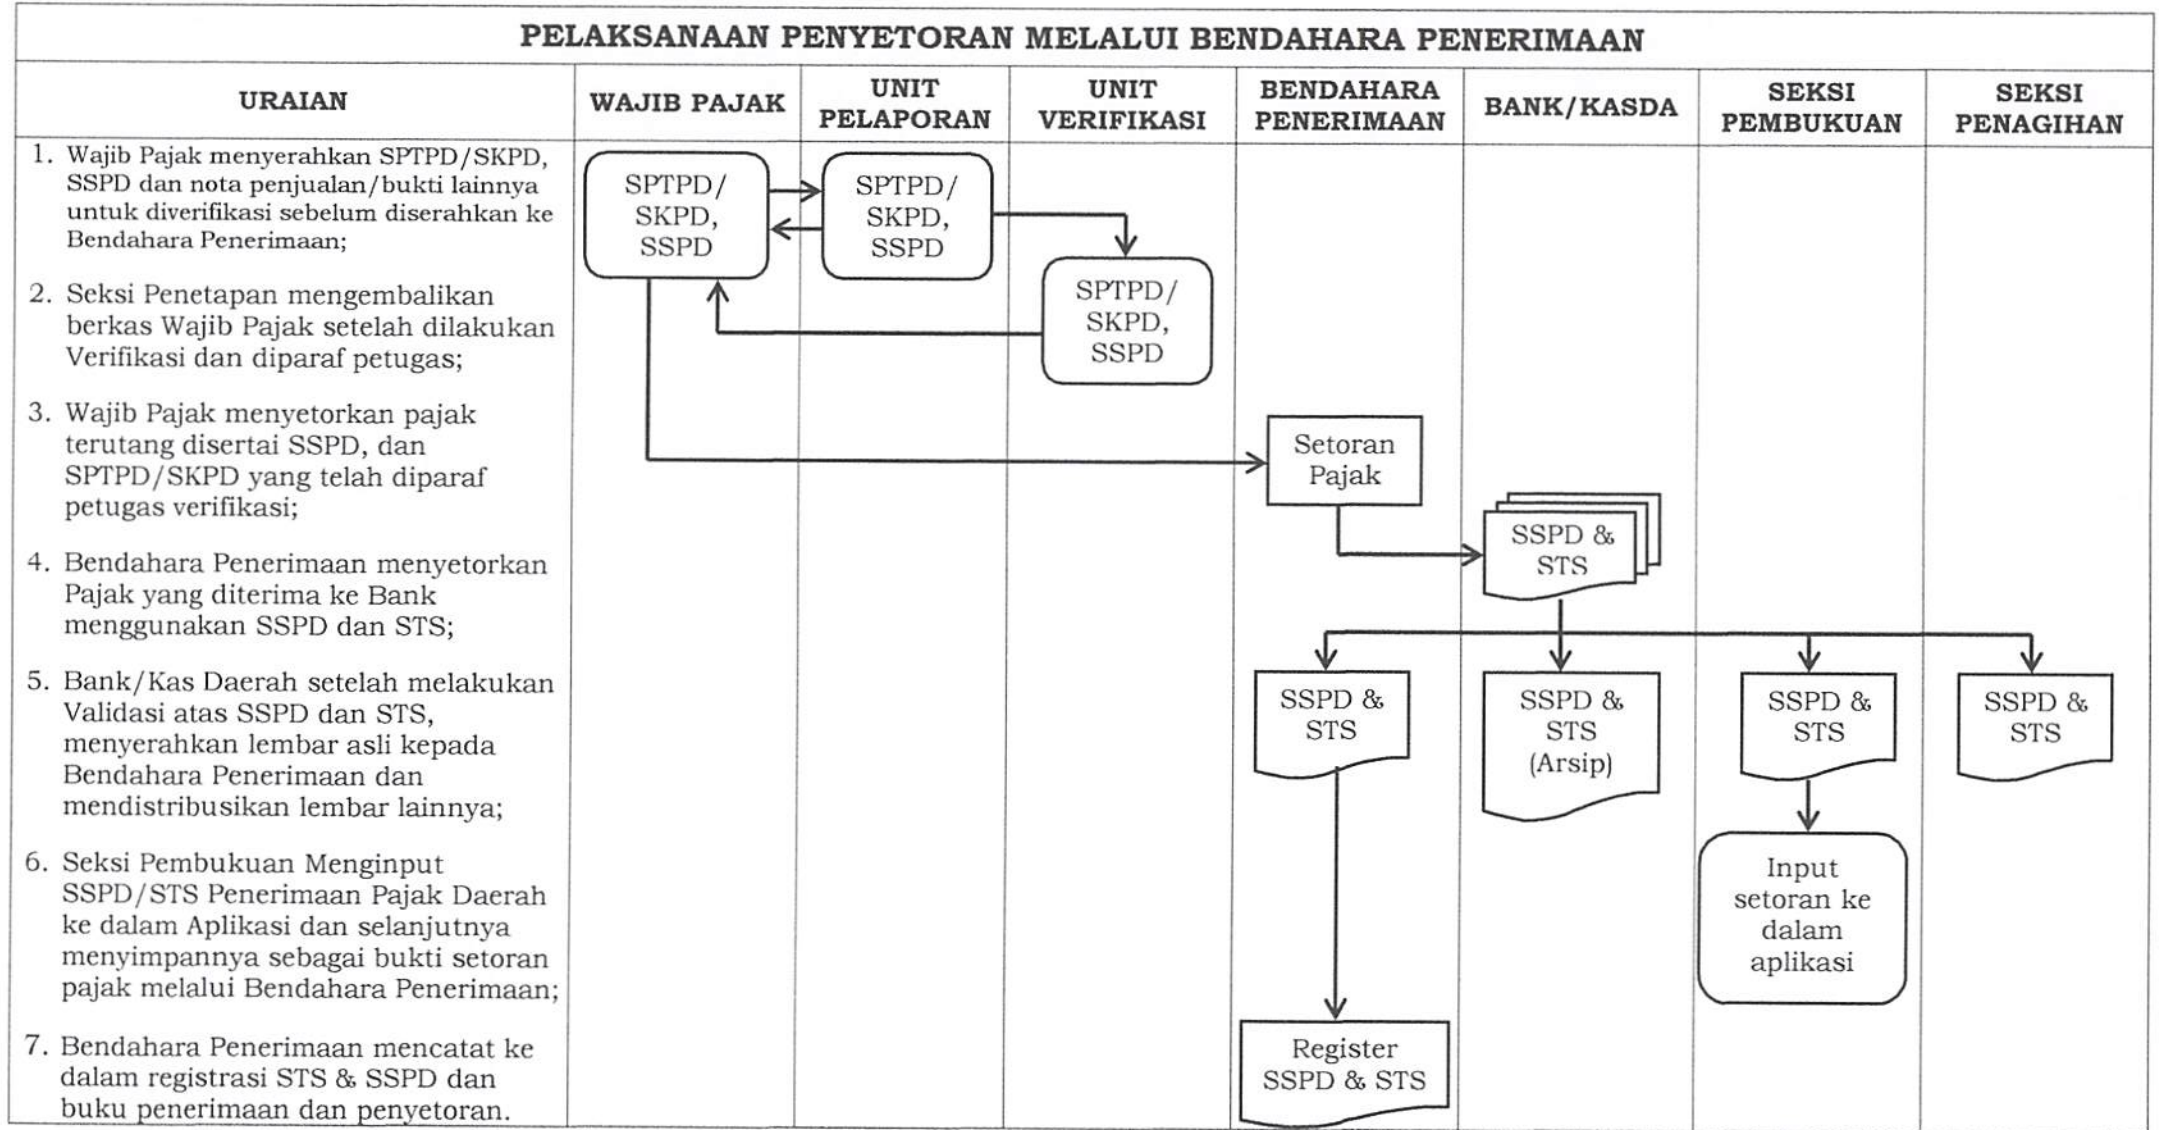 PELAKSANAAN PENYETORAN MELALUI BENDAHARA PENERIMAAN
URAIAN
WAJIB PAJAK
UNIT
PELAPORAN
UNIT
VERIFIKASI
BENDAHARA
PENERIMAAN
BANK/KASDA
SEKSI
PEMBUKUAN
SEKSI
PENAGIHAN
1. Wajib Pajak menyerahkan SPTPD/SKPD,
SSPD dan nota penjualan/bukti lainnya
untuk diverifikasi sebelum diserahkan ke
Bendahara Penerimaan;
2. Seksi Penetapan mengembalikan
berkas Wajib Pajak setelah dilakukan
Verifikasi dan diparaf petugas;
3. Wajib Pajak menyetorkan pajak
terutang disertai SSPD, dan
SPTPD/SKPD yang telah diparaf
petugas verifikasi;
4. Bendahara Penerimaan menyetorkan
Pajak yang diterima ke Bank
menggunakan SSPD dan STS;
5. Bank/Kas Daerah setelah melakukan
Validasi atas SSPD dan STS,
menyerahkan lembar asli kepada
Bendahara Penerimaan dan
mendistribusikan lembar lainnya;
6. Seksi Pembukuan Menginput
SSPD/STS Penerimaan Pajak Daerah
ke dalam Aplikasi dan selanjutnya
menyimpannya sebagai bukti setoran
pajak melalui Bendahara Penerimaan;
7. Bendahara Penerimaan mencatat ke
dalam registrasi STS & SSPD dan
buku penerimaan dan penyetoran.
SPTPD/
SKPD,
SSPD
SPTPD/
SKPD,
SSPD
SPTPD/
SKPD,
SSPD
Setoran
Pajak
SSPD &
STS
SSPD &
STS
SSPD &
STS
(Arsip)
SSPD &
STS
SSPD &
STS
Input
setoran ke
dalam
aplikasi
Register
SSPD & STS